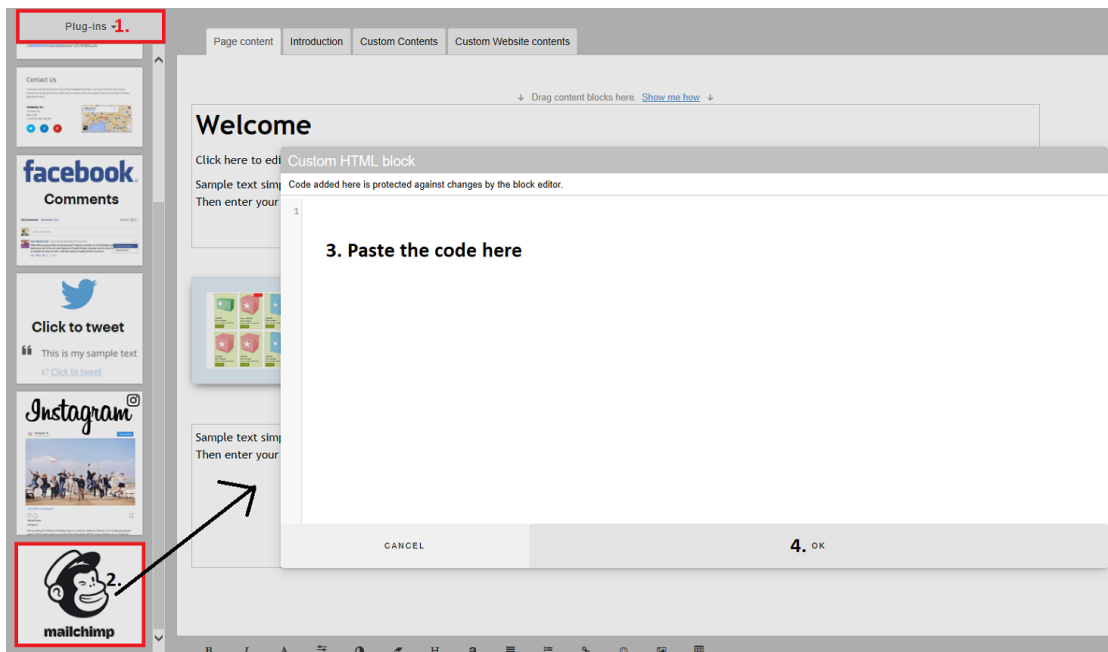 Plug-ins 1.
Page content
Introduction
Custom Contents
Custom Website contents
Contact Us
↓ Drag content blocks here. Show me how ↓
Welcome
Click here to edi
Sample text simp
Then enter your
Custom HTML block
Code added here is protected against changes by the block editor.
1
3. Paste the code here
facebook.
Comments
Click to tweet
This is my sample text
Click to tweet
Instagram
Sample text simp
Then enter your
CANCEL
4. OK
2.
mailchimp
B I A H a